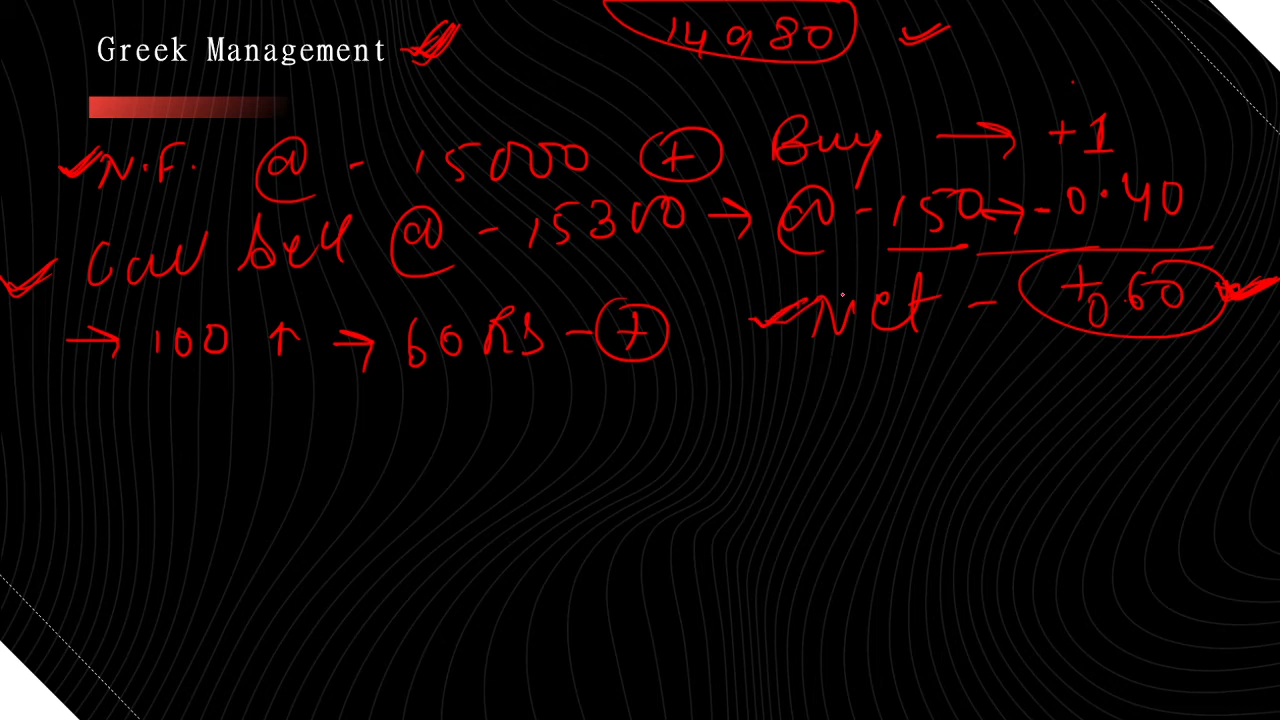 14980
Greek Management
N.F. @ - 15000 + Buy → +1
Call Sell @ - 15300 → @ - 150 → - 0.40
Net - +0.60
→ 100 ↑ → 60 RS - +